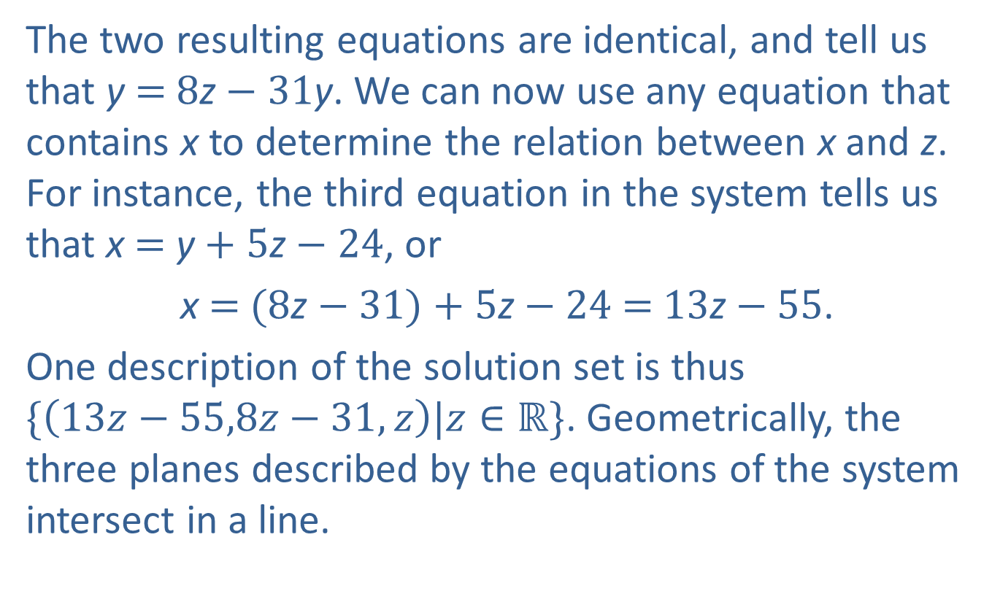 The two resulting equations are identical, and tell us
that y = 8z − 31y. We can now use any equation that
contains x to determine the relation between x and z.
For instance, the third equation in the system tells us
that x = y + 5z − 24, or
x = (8z − 31) + 5z − 24 = 13z − 55.
One description of the solution set is thus
{(13z − 55,8z − 31, z)|z ∈ ℝ}. Geometrically, the
three planes described by the equations of the system
intersect in a line.